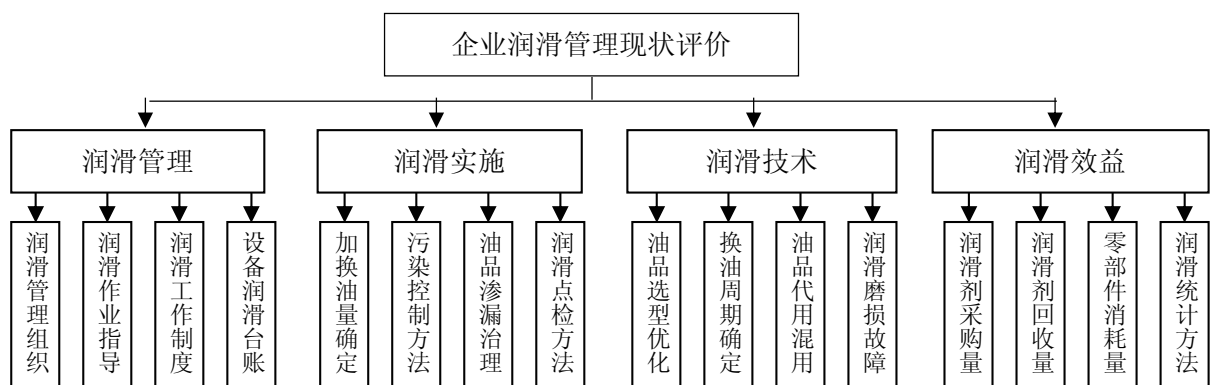 企业润滑管理现状评价
润滑管理
润滑实施
润滑技术
润滑效益
润滑管理组织
润滑作业指导
润滑工作制度
设备润滑台账
加换油量确定
污染控制方法
油品渗漏治理
润滑点检方法
油品选型优化
换油周期确定
油品代用混用
润滑磨损故障
润滑剂采购量
润滑剂回收量
零部件消耗量
润滑统计方法